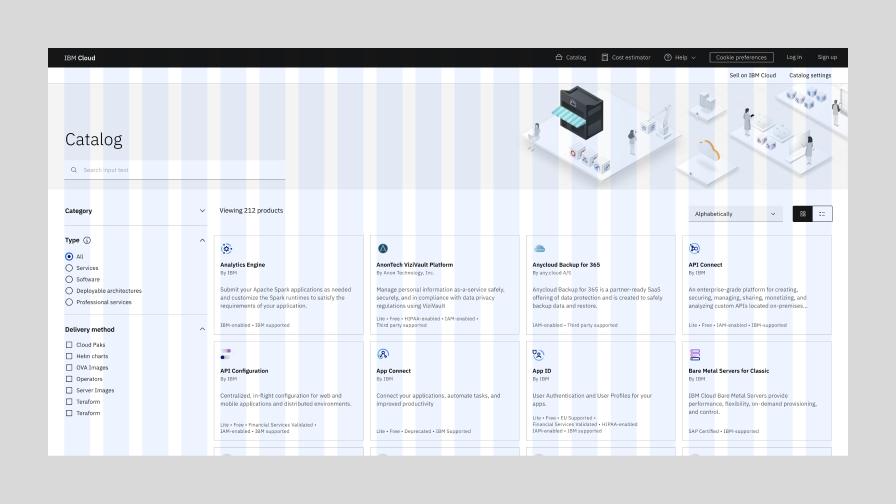 IBM Cloud
Catalog
Cost estimator
Help
Cookie preferences
Log in
Sign up
Sell on IBM Cloud
Catalog settings
Catalog
Search input text
Category
Viewing 212 products
Alphabetically
Type
All
Services
Software
Deployable architectures
Professional services
Delivery method
Cloud Paks
Helm charts
OVA Images
Operators
Server Images
Terraform
Terraform
Analytics Engine
By IBM
Submit your Apache Spark applications as needed
and customize the Spark runtimes to satisfy the
requirements of your application.
IBM-enabled • IBM supported
AnonTech ViziVault Platform
By Anon Technology, Inc.
Manage personal information as-a-service safely,
securely, and in compliance with data privacy
regulations using ViziVault
Lite • Free • HIPAA-enabled • IAM-enabled •
Third party supported
Anycloud Backup for 365
By any.cloud A/S
Anycloud Backup for 365 is a partner-ready SaaS
offering of data protection and is created to safely
backup data and restore.
IAM-enabled • Third party supported
API Connect
By IBM
An enterprise-grade platform for creating,
securing, managing, sharing, monetizing, and
analyzing custom APIs located on-premises...
Lite • Free • IAM-enabled • IBM-supported
API Configuration
By IBM
Centralized, in-flight configuration for web and
mobile applications and distributed environments.
Lite • Free • Financial Services Validated •
IAM-enabled • IBM supported
App Connect
By IBM
Connect your applications, automate tasks, and
improved productivity
Lite • Free • Deprecated • IBM Supported
App ID
By IBM
User Authentication and User Profiles for your
apps.
Lite • Free • EU Supported •
Financial Services Validated • HIPAA-enabled
IAM-enabled • IBM supported
Bare Metal Servers for Classic
By IBM
IBM Cloud Bare Metal Servers provide
performance, flexibility, on-demand provisioning,
and control.
SAP Certified • IBM-supported